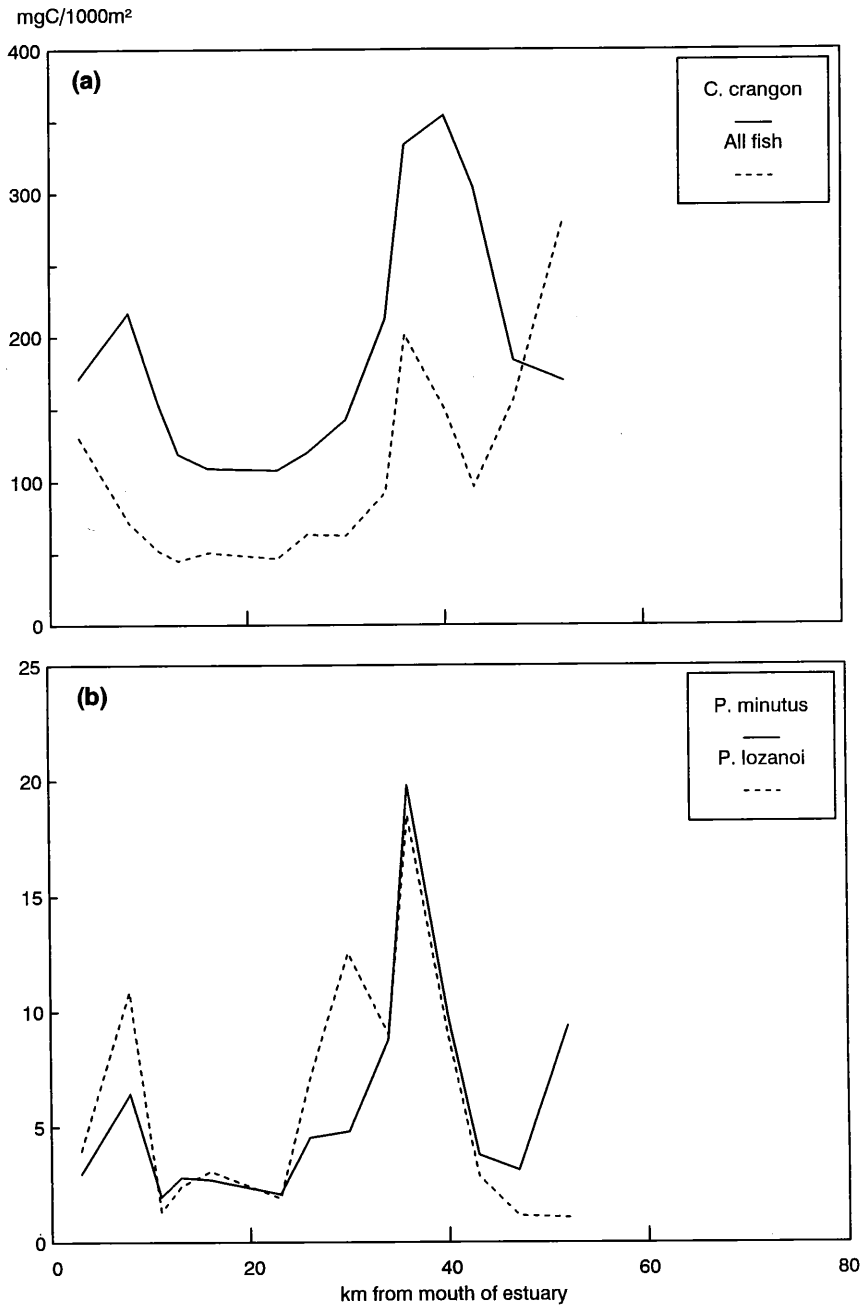 mgC/1000m²
400
(a)
C. crangon
All fish
300
200
100
0
25
(b)
P. minutus
P. lozanoi
20
15
10
5
0
0 20 40 60 80
km from mouth of estuary